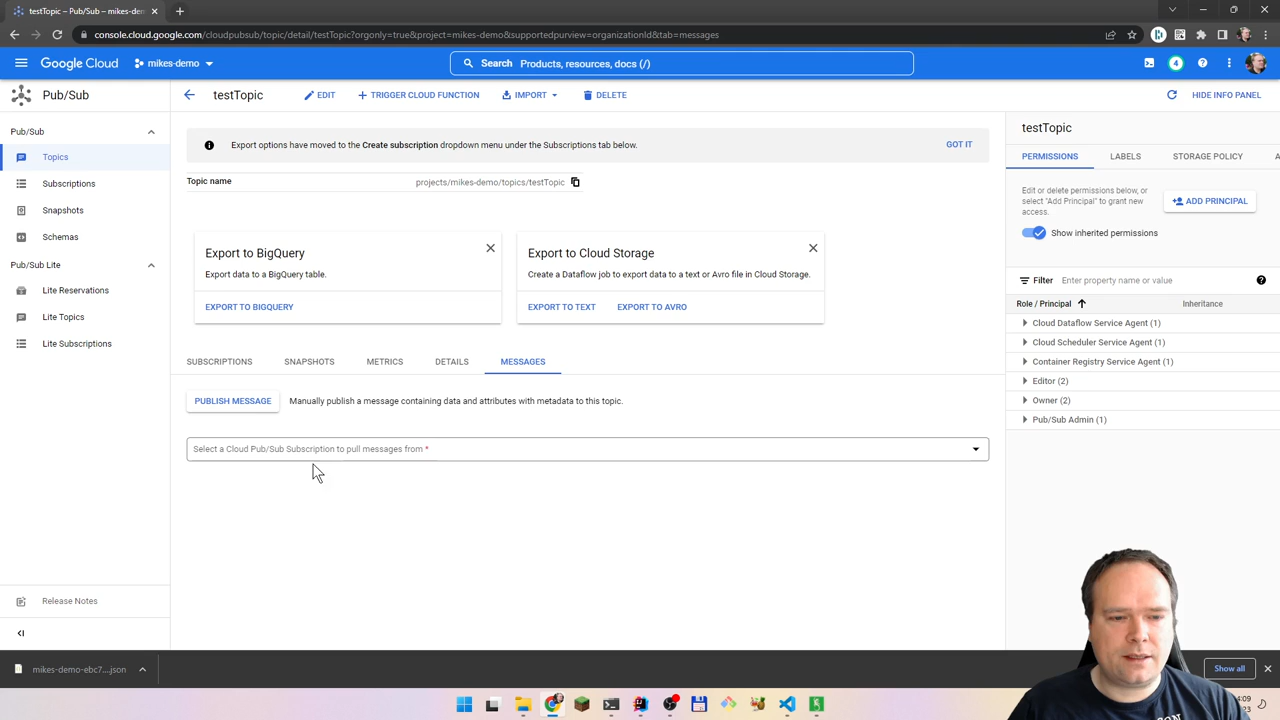 testTopic – Pub/Sub – mikes-dem
console.cloud.google.com/cloudpubsub/topic/detail/testTopic?orgonly=true&project=mikes-demo&supportedpurview=organizationId&tab=messages
Google Cloud
mikes-demo
Search Products, resources, docs (/)
4
Pub/Sub
testTopic
EDIT
TRIGGER CLOUD FUNCTION
IMPORT
DELETE
HIDE INFO PANEL
Pub/Sub
Topics
Subscriptions
Snapshots
Schemas
Pub/Sub Lite
Lite Reservations
Lite Topics
Lite Subscriptions
Release Notes
Export options have moved to the Create subscription dropdown menu under the Subscriptions tab below.
GOT IT
Topic name
projects/mikes-demo/topics/testTopic
Export to BigQuery
Export data to a BigQuery table.
EXPORT TO BIGQUERY
Export to Cloud Storage
Create a Dataflow job to export data to a text or Avro file in Cloud Storage.
EXPORT TO TEXT
EXPORT TO AVRO
SUBSCRIPTIONS
SNAPSHOTS
METRICS
DETAILS
MESSAGES
PUBLISH MESSAGE
Manually publish a message containing data and attributes with metadata to this topic.
Select a Cloud Pub/Sub Subscription to pull messages from *
testTopic
PERMISSIONS
LABELS
STORAGE POLICY
A
Edit or delete permissions below, or
select "Add Principal" to grant new
access.
ADD PRINCIPAL
Show inherited permissions
Filter
Enter property name or value
Role / Principal
Inheritance
Cloud Dataflow Service Agent (1)
Cloud Scheduler Service Agent (1)
Container Registry Service Agent (1)
Editor (2)
Owner (2)
Pub/Sub Admin (1)
mikes-demo-ebc7....json
Show all